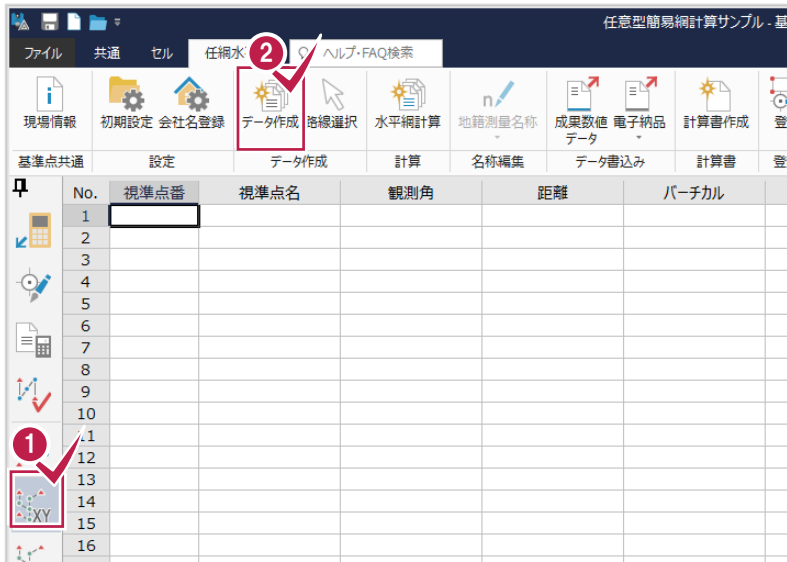 任意型簡易網計算サンプル - 基
ファイル 共通 セル 任網水 2 ヘルプ・FAQ検索
現場情報 初期設定 会社名登録 データ作成 路線選択 水平網計算 地籍測量名称 成果数値データ 電子納品 計算書作成 登
基準点共通 設定 データ作成 計算 名称編集 データ書込み 計算書 登
No. 視準点番 視準点名 観測角 距離 バーチカル
1
2
3
4
5
6
7
8
9
10
1 11
12
13
14
XY
15
16